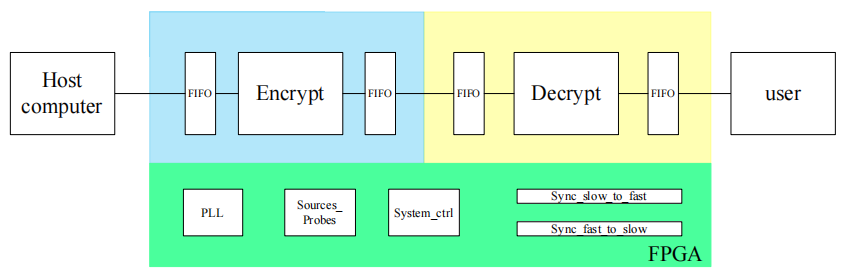 Host
computer
FIFO
Encrypt
FIFO
FIFO
Decrypt
FIFO
user
PLL
Sources_
Probes
System_ctrl
Sync_slow_to_fast
Sync_fast_to_slow
FPGA